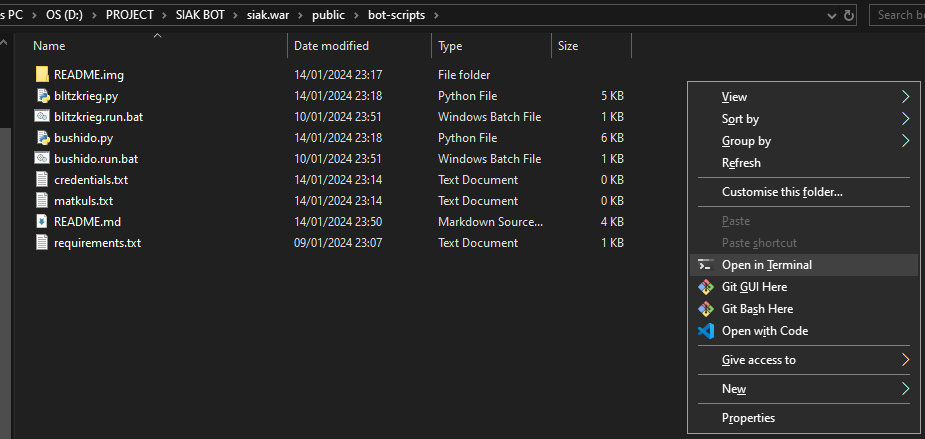 s PC > OS (D:) > PROJECT > SIAK BOT > siak.war > public > bot-scripts >
Search b
Name Date modified Type Size
README.img 14/01/2024 23:17 File folder
blitzkrieg.py 14/01/2024 23:18 Python File 5 KB
blitzkrieg.run.bat 10/01/2024 23:51 Windows Batch File 1 KB
bushido.py 14/01/2024 23:18 Python File 6 KB
bushido.run.bat 10/01/2024 23:51 Windows Batch File 1 KB
credentials.txt 14/01/2024 23:14 Text Document 0 KB
matkuls.txt 14/01/2024 23:14 Text Document 0 KB
README.md 14/01/2024 23:50 Markdown Source... 4 KB
requirements.txt 09/01/2024 23:07 Text Document 1 KB
View
Sort by
Group by
Refresh
Customise this folder...
Paste
Paste shortcut
Open in Terminal
Git GUI Here
Git Bash Here
Open with Code
Give access to
New
Properties